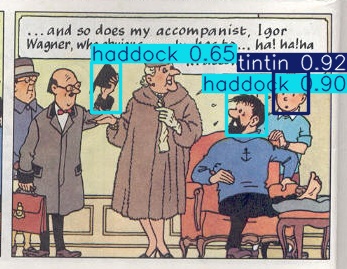 ...and so does my accompanist, Igor
Wagner, who
ha! ha! ha
haddock 0.65
tintin 0.92
haddock 0.90